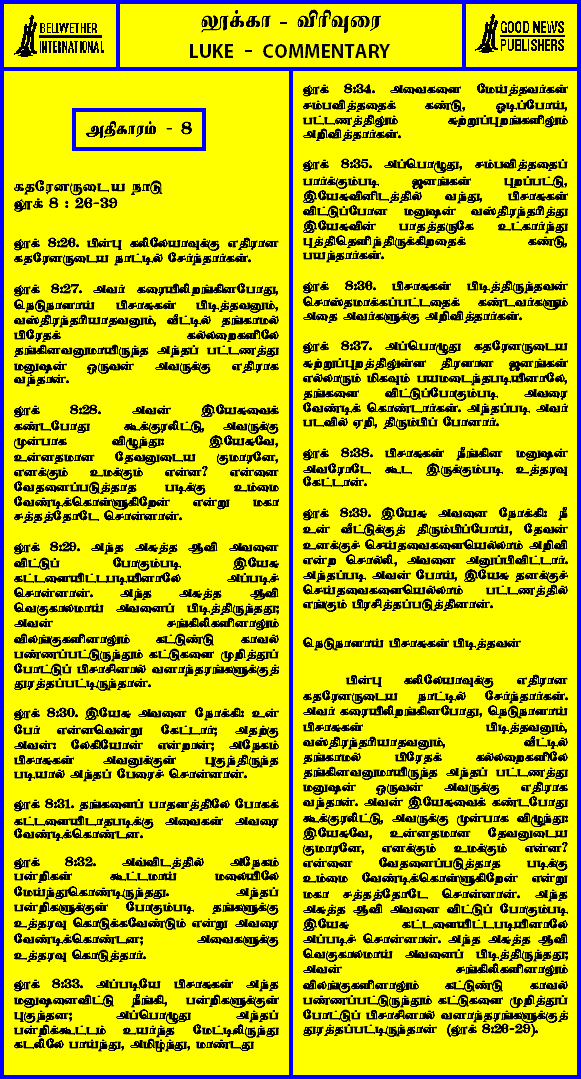 BELWETHER
INTERNATIONAL
லூக்கா - விரிவுரை
LUKE - COMMENTARY
GOOD NEWS
PUBLISHERS
அதிகாரம் - 8
கதரேனருடைய நாடு
லூக் 8 : 26-39
லூக் 8:26. பின்பு கலிலேயாவுக்கு எதிரான
கதரேனருடைய நாட்டில் சேர்ந்தார்கள்.
லூக் 8:27. அவர் கரையிலிறங்கினபோது,
நெடுநாளாய் பிசாசுகள் பிடித்தவனும்,
வஸ்திரந்தரியாதவனும், வீட்டில் தங்காமல்
பிரேதக் கல்லறைகளிலே
தங்கினவனுமாயிருந்த அந்தப் பட்டணத்து
மனுஷன் ஒருவன் அவருக்கு எதிராக
வந்தான்.
லூக் 8:28. அவன் இயேசுவைக்
கண்டபோது கூக்குரலிட்டு, அவருக்கு
முன்பாக விழுந்து: இயேசுவே,
உன்னதமான தேவனுடைய குமாரனே,
எனக்கும் உமக்கும் என்ன? என்னை
வேதனைப்படுத்தாத படிக்கு உம்மை
வேண்டிக்கொள்ளுகிறேன் என்று மகா
சத்தத்தோடே சொன்னான்.
லூக் 8:29. அந்த அசுத்த ஆவி அவனை
விட்டுப் போகும்படி இயேசு
கட்டளையிட்டபடியினாலே அப்படிச்
சொன்னான். அந்த அசுத்த ஆவி
வெகுகாலமாய் அவனைப் பிடித்திருந்தது;
அவன் சங்கிலிகளினாலும்
விலங்குகளினாலும் கட்டுண்டு காவல்
பண்ணப்பட்டிருந்தும் கட்டுகளை முறித்துப்
போட்டுப் பிசாசினால் வனாந்தரங்களுக்குத்
துரத்தப்பட்டிருந்தான்.
லூக் 8:30. இயேசு அவனை நோக்கி: உன்
பேர் என்னவென்று கேட்டார்; அதற்கு
அவன்: லேகியோன் என்றான்; அநேகம்
பிசாசுகள் அவனுக்குள் புகுந்திருந்த
படியால் அந்தப் பேரைச் சொன்னான்.
லூக் 8:31. தங்களைப் பாதளத்திலே போகக்
கட்டளையிடாதபடிக்கு அவைகள் அவரை
வேண்டிக்கொண்டன.
லூக் 8:32. அவ்விடத்தில் அநேகம்
பன்றிகள் கூட்டமாய் மலையிலே
மேய்ந்துகொண்டிருந்தது. அந்தப்
பன்றிகளுக்குள் போகும்படி தங்களுக்கு
உத்தரவு கொடுக்கவேண்டும் என்று அவரை
வேண்டிக்கொண்டன; அவைகளுக்கு
உத்தரவு கொடுத்தார்.
லூக் 8:33. அப்படியே பிசாசுகள் அந்த
மனுஷனைவிட்டு நீங்கி, பன்றிகளுக்குள்
புகுந்தன; அப்பொழுது அந்தப்
பன்றிக்கூட்டம் உயர்ந்த மேட்டிலிருந்து
கடலிலே பாய்ந்து, அமிழ்ந்து, மாண்டது
லூக் 8:34. அவைகளை மேய்த்தவர்கள்
சம்பவித்ததைக் கண்டு, ஓடிப்போய்,
பட்டணத்திலும் சுற்றுப்புறங்களிலும்
அறிவித்தார்கள்.
லூக் 8:35. அப்பொழுது, சம்பவித்ததைப்
பார்க்கும்படி ஜனங்கள் புறப்பட்டு,
இயேசுவினிடத்தில் வந்து, பிசாசுகள்
விட்டுப்போன மனுஷன் வஸ்திரந்தரித்து
இயேசுவின் பாதத்தருகே உட்கார்ந்து
புத்திதெளிந்திருக்கிறதைக் கண்டு,
பயந்தார்கள்.
லூக் 8:36. பிசாசுகள் பிடித்திருந்தவன்
சொஸ்தமாக்கப்பட்டதைக் கண்டவர்களும்
அதை அவர்களுக்கு அறிவித்தார்கள்.
லூக் 8:37. அப்பொழுது கதரேனருடைய
சுற்றுப்புறத்திலுள்ள திரளான ஜனங்கள்
எல்லாரும் மிகவும் பயமடைந்தபடியினாலே,
தங்களை விட்டுப்போகும்படி அவரை
வேண்டிக் கொண்டார்கள். அந்தப்படி அவர்
படவில் ஏறி, திரும்பிப் போனார்.
லூக் 8:38. பிசாசுகள் நீங்கின மனுஷன்
அவரோடே கூட இருக்கும்படி உத்தரவு
கேட்டான்.
லூக் 8:39. இயேசு அவனை நோக்கி: நீ
உன் வீட்டுக்குத் திரும்பிப்போய், தேவன்
உனக்குச் செய்தவைகளையெல்லாம் அறிவி
என்ற சொல்லி, அவனை அனுப்பிவிட்டார்.
அந்தப்படி அவன் போய், இயேசு தனக்குச்
செய்தவைகளையெல்லாம் பட்டணத்தில்
எங்கும் பிரசித்தப்படுத்தினான்.
நெடுநாளாய் பிசாசுகள் பிடித்தவன்
பின்பு கலிலேயாவுக்கு எதிரான
கதரேனருடைய நாட்டில் சேர்ந்தார்கள்.
அவர் கரையிலிறங்கினபோது, நெடுநாளாய்
பிசாசுகள் பிடித்தவனும்,
வஸ்திரந்தரியாதவனும், வீட்டில்
தங்காமல் பிரேதக் கல்லறைகளிலே
தங்கினவனுமாயிருந்த அந்தப் பட்டணத்து
மனுஷன் ஒருவன் அவருக்கு எதிராக
வந்தான். அவன் இயேசுவைக் கண்டபோது
கூக்குரலிட்டு, அவருக்கு முன்பாக விழுந்து:
இயேசுவே, உன்னதமான தேவனுடைய
குமாரனே, எனக்கும் உமக்கும் என்ன?
என்னை வேதனைப்படுத்தாத படிக்கு
உம்மை வேண்டிக்கொள்ளுகிறேன் என்று
மகா சத்தத்தோடே சொன்னான். அந்த
அசுத்த ஆவி அவனை விட்டுப் போகும்படி
இயேசு கட்டளையிட்டபடியினாலே
அப்படிச் சொன்னான். அந்த அசுத்த ஆவி
வெகுகாலமாய் அவனைப் பிடித்திருந்தது;
அவன் சங்கிலிகளினாலும்
விலங்குகளினாலும் கட்டுண்டு காவல்
பண்ணப்பட்டிருந்தும் கட்டுகளை முறித்துப்
போட்டுப் பிசாசினால் வனாந்தரங்களுக்குத்
துரத்தப்பட்டிருந்தான் (லூக் 8:26-29).